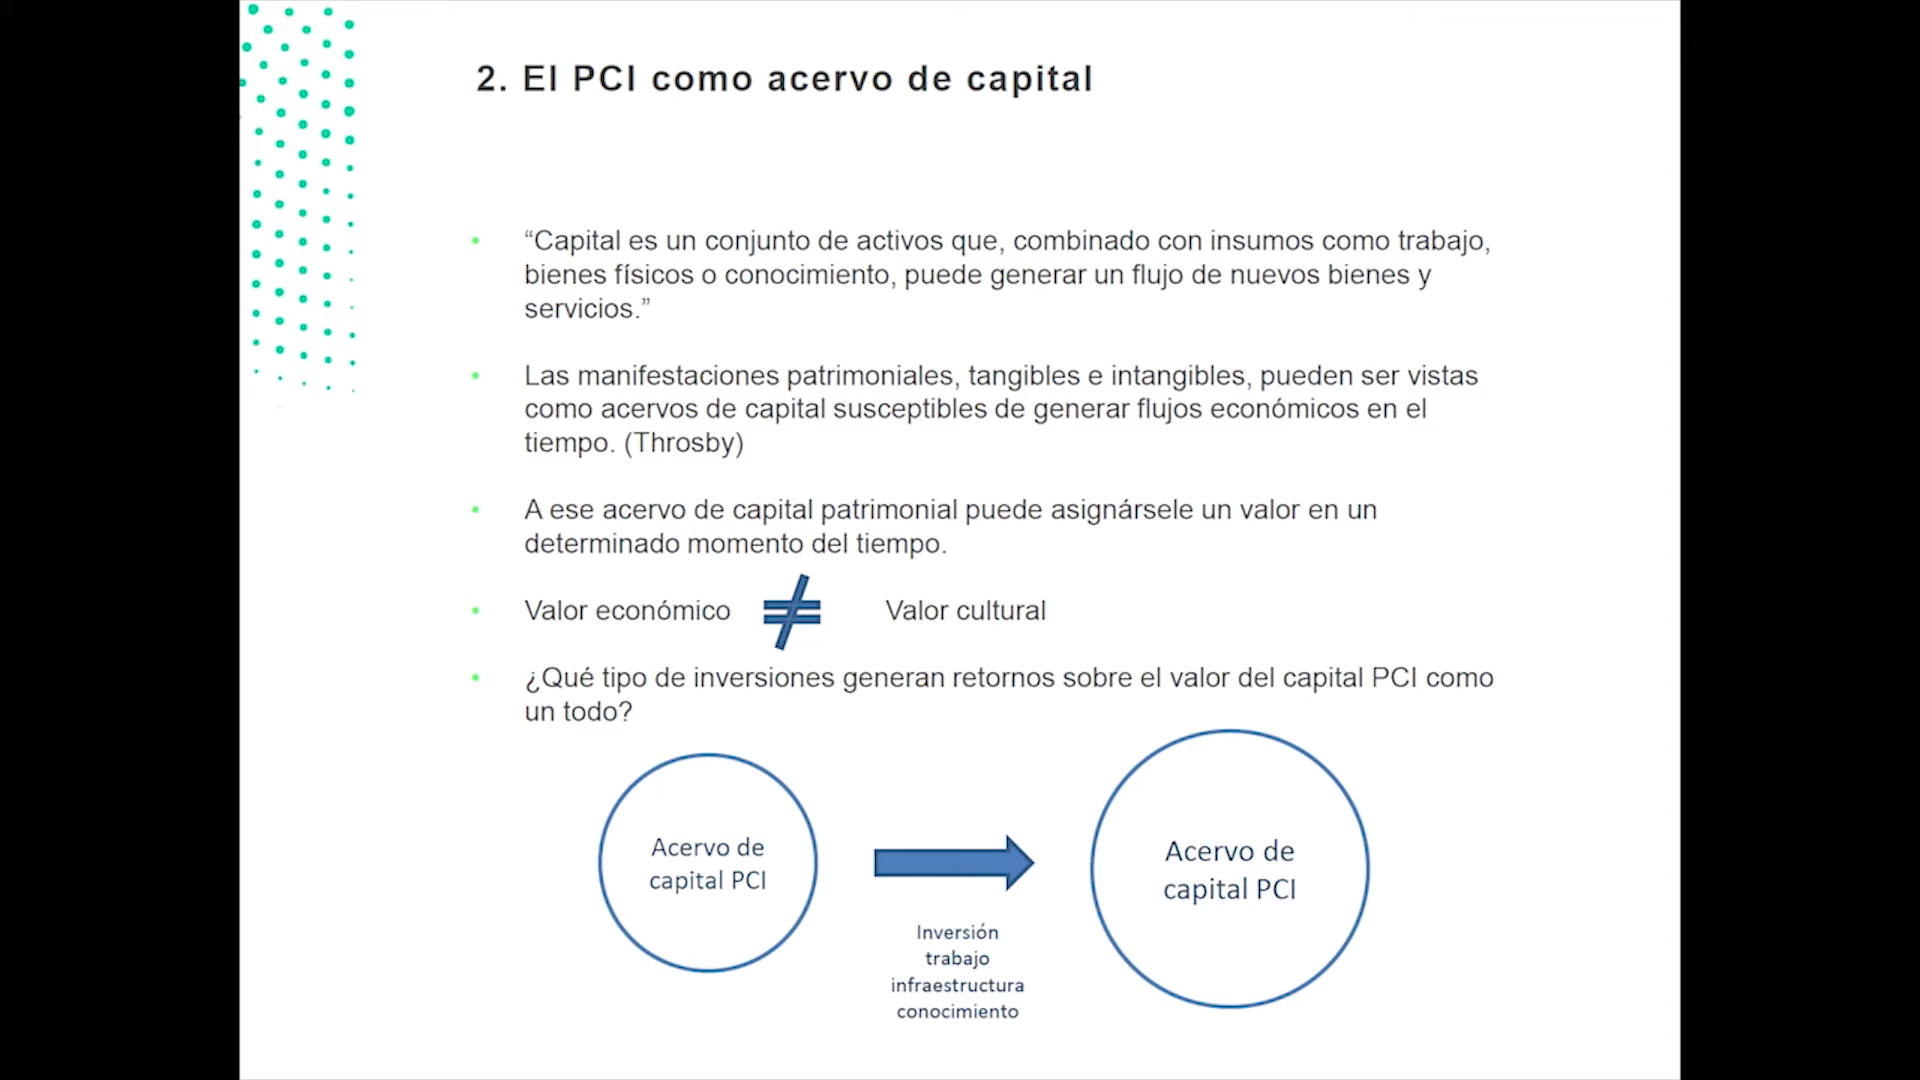 2. El PCI como acervo de capital
“Capital es un conjunto de activos que, combinado con insumos como trabajo,
bienes físicos o conocimiento, puede generar un flujo de nuevos bienes y
servicios.”
Las manifestaciones patrimoniales, tangibles e intangibles, pueden ser vistas
como acervos de capital susceptibles de generar flujos económicos en el
tiempo. (Throsby)
A ese acervo de capital patrimonial puede asignársele un valor en un
determinado momento del tiempo.
Valor económico ≠ Valor cultural
¿Qué tipo de inversiones generan retornos sobre el valor del capital PCI como
un todo?
Acervo de
capital PCI
Inversión
trabajo
infraestructura
conocimiento
Acervo de
capital PCI